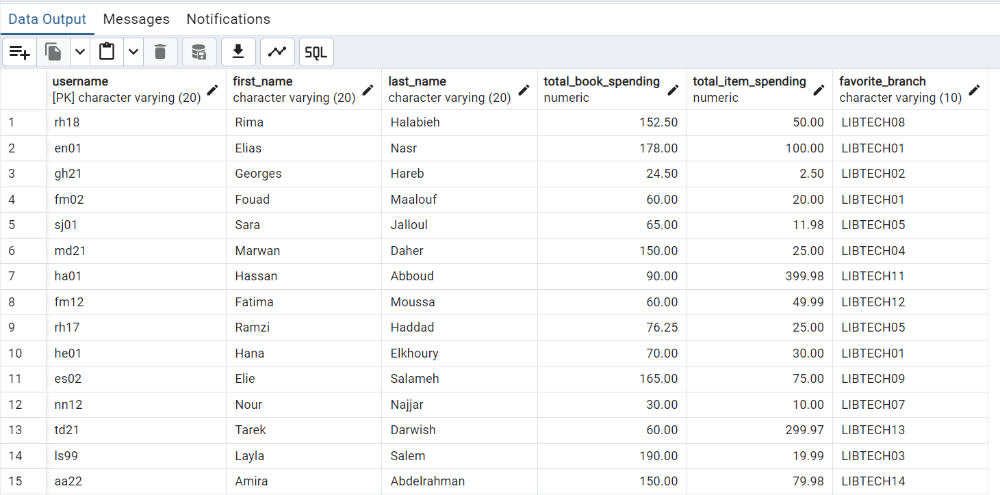 Data Output Messages Notifications
SQL
username first_name last_name total_book_spending total_item_spending favorite_branch
[PK] character varying (20) character varying (20) character varying (20) numeric numeric character varying (10)
1 rh18 Rima Halabieh 152.50 50.00 LIBTECH08
2 en01 Elias Nasr 178.00 100.00 LIBTECH01
3 gh21 Georges Hareb 24.50 2.50 LIBTECH02
4 fm02 Fouad Maalouf 60.00 20.00 LIBTECH01
5 sj01 Sara Jalloul 65.00 11.98 LIBTECH05
6 md21 Marwan Daher 150.00 25.00 LIBTECH04
7 ha01 Hassan Abboud 90.00 399.98 LIBTECH11
8 fm12 Fatima Moussa 60.00 49.99 LIBTECH12
9 rh17 Ramzi Haddad 76.25 25.00 LIBTECH05
10 he01 Hana Elkhoury 70.00 30.00 LIBTECH01
11 es02 Elie Salameh 165.00 75.00 LIBTECH09
12 nn12 Nour Najjar 30.00 10.00 LIBTECH07
13 td21 Tarek Darwish 60.00 299.97 LIBTECH13
14 ls99 Layla Salem 190.00 19.99 LIBTECH03
15 aa22 Amira Abdelrahman 150.00 79.98 LIBTECH14